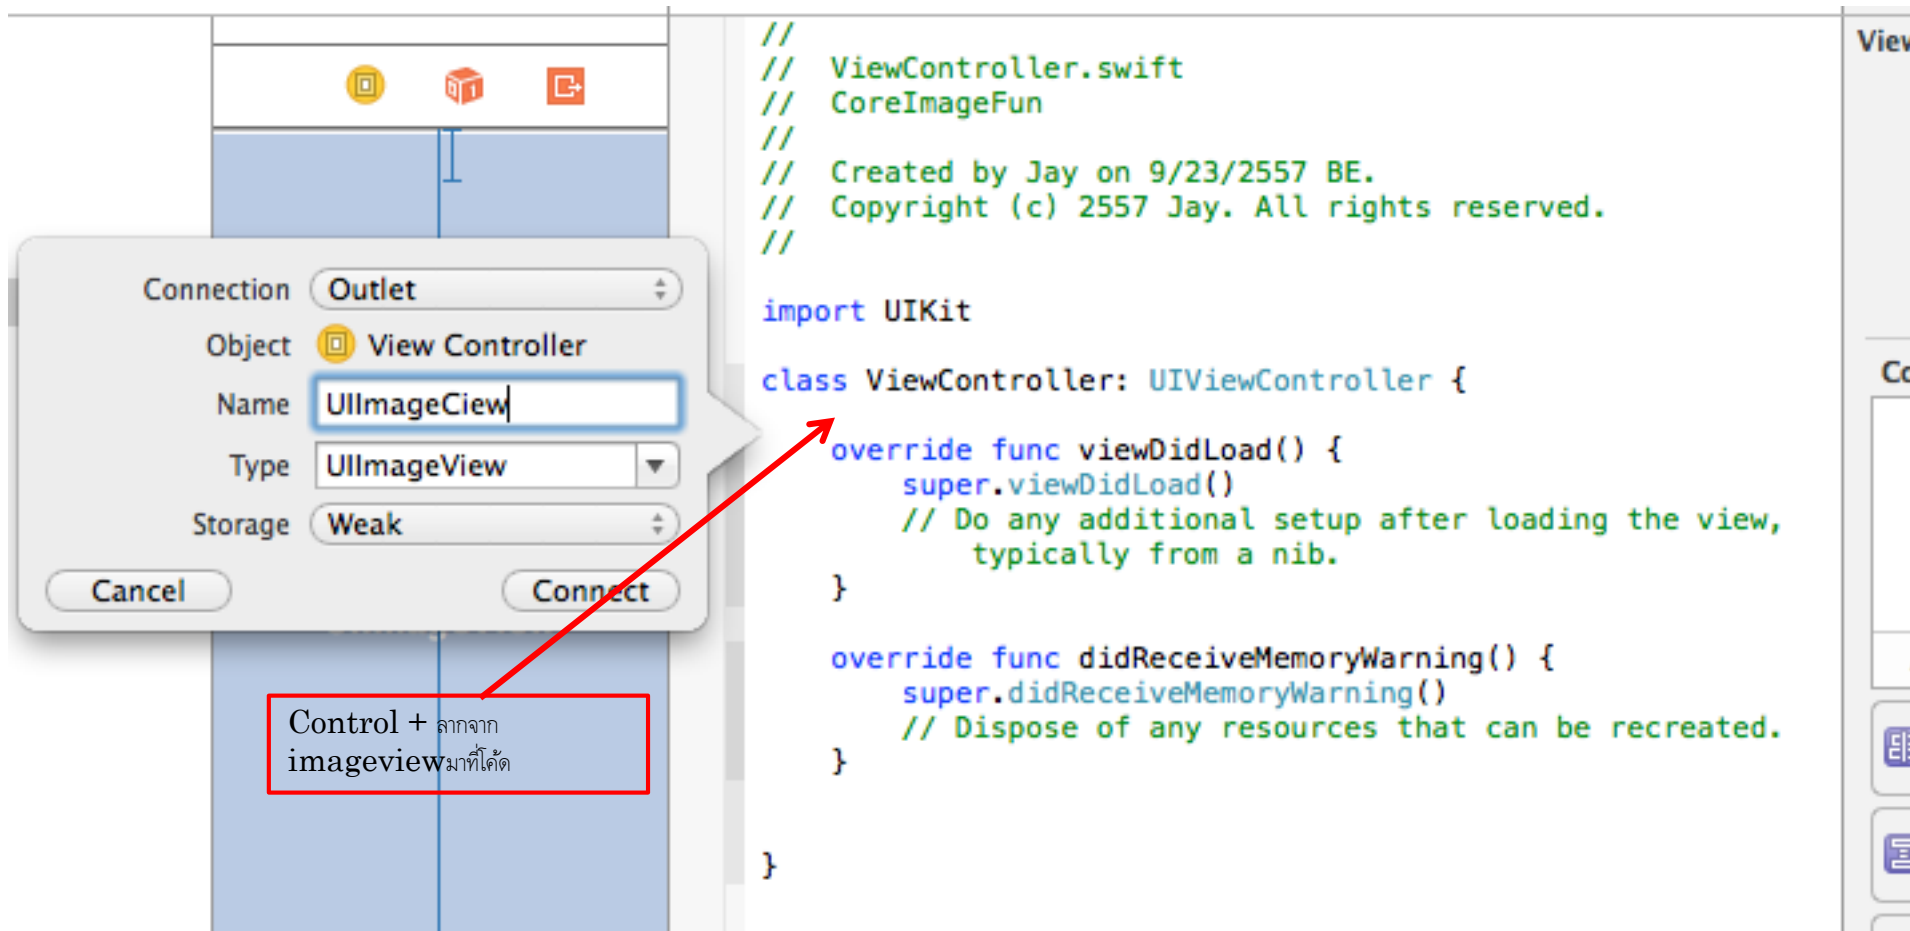 Connection Outlet
Object View Controller
Name UIImageCiew
Type UIImageView
Storage Weak
Cancel Connect
Control + ลากจาก
imageviewมาที่โค้ด
//
// ViewController.swift
// CoreImageFun
//
// Created by Jay on 9/23/2557 BE.
// Copyright (c) 2557 Jay. All rights reserved.
//
import UIKit
class ViewController: UIViewController {
override func viewDidLoad() {
super.viewDidLoad()
// Do any additional setup after loading the view,
typically from a nib.
}
override func didReceiveMemoryWarning() {
super.didReceiveMemoryWarning()
// Dispose of any resources that can be recreated.
}
}
View
Co